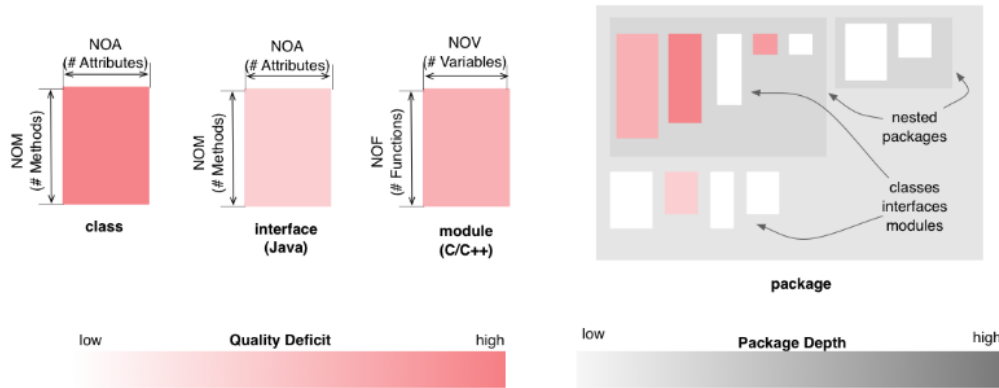 NOA
(# Attributes)
NOM
(# Methods)
class
NOA
(# Attributes)
NOM
(# Methods)
interface
(Java)
NOV
(# Variables)
NOF
(# Functions)
module
(C/C++)
nested
packages
classes
interfaces
modules
package
low
Quality Deficit
high
low
Package Depth
high